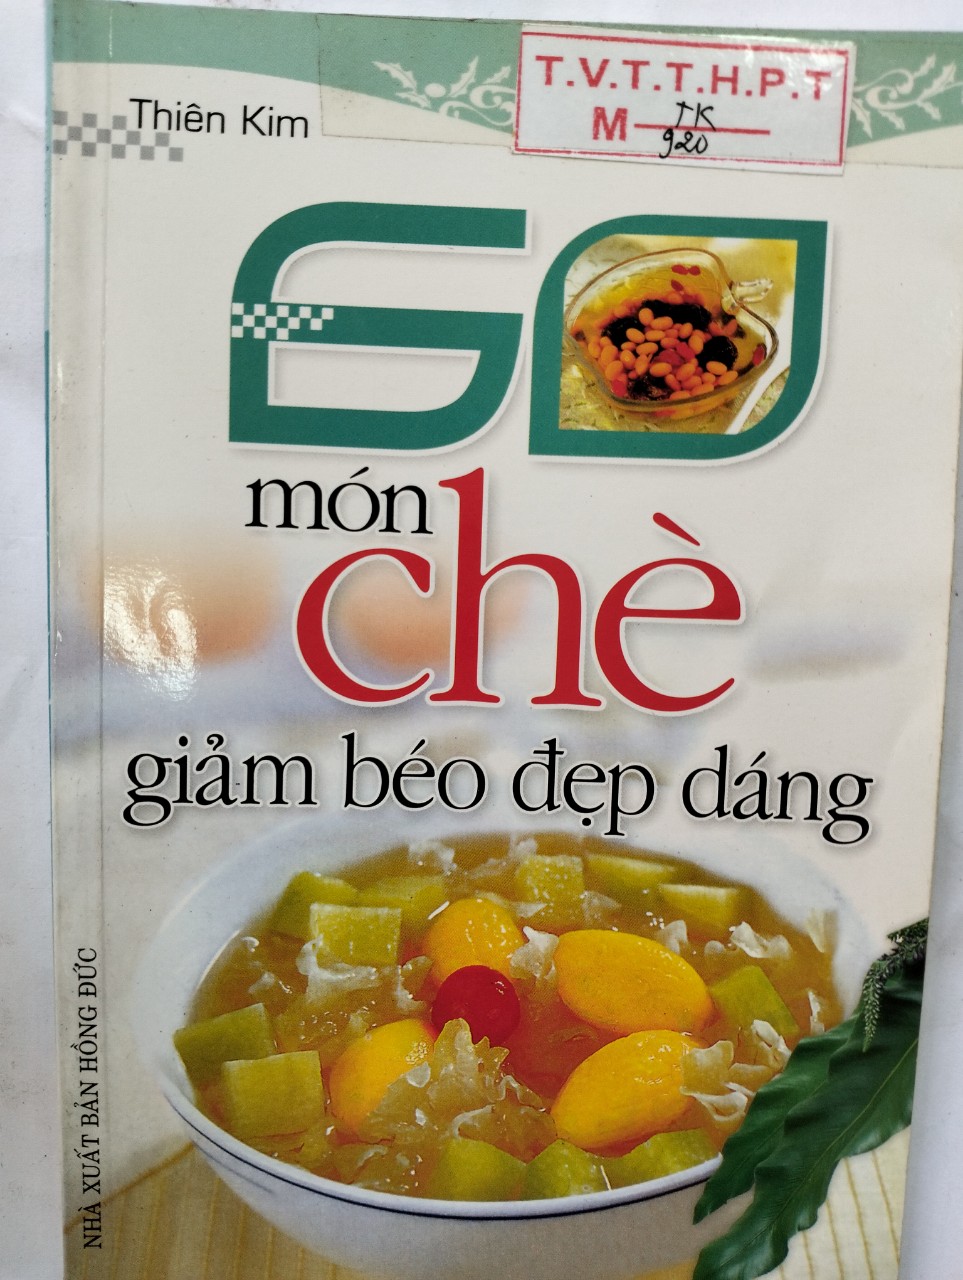 Thiên Kim
T.V.T.T.H.P.T
TK
M
920
60
món
chè
giảm béo đẹp dáng
NHÀ XUẤT BẢN HỒNG ĐỨC